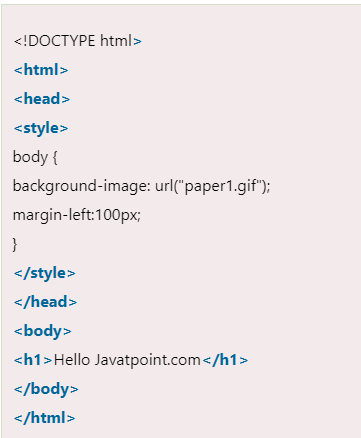 <!DOCTYPE html>
<html>
<head>
<style>
body {
background-image: url("paper1.gif");
margin-left:100px;
}
</style>
</head>
<body>
<h1>Hello Javatpoint.com</h1>
</body>
</html>